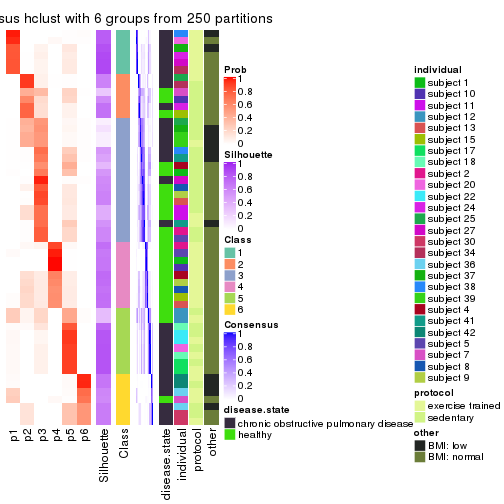 sus hclust with 6 groups from 250 partitions
Prob
1
0.8
0.6
0.4
0.2
0
Silhouette
1
0.8
0.6
0.4
0.2
0
Class
1
2
3
4
5
6
Consensus
1
0.8
0.6
0.4
0.2
0
disease.state
chronic obstructive pulmonary disease
healthy
individual
subject 1
subject 10
subject 11
subject 12
subject 13
subject 15
subject 17
subject 18
subject 2
subject 20
subject 22
subject 24
subject 25
subject 27
subject 30
subject 34
subject 36
subject 37
subject 38
subject 39
subject 4
subject 41
subject 42
subject 5
subject 7
subject 8
subject 9
protocol
exercise trained
sedentary
other
BMI: low
BMI: normal
p1
p2
p3
p4
p5
p6
Silhouette
Class
disease.state
individual
protocol
other